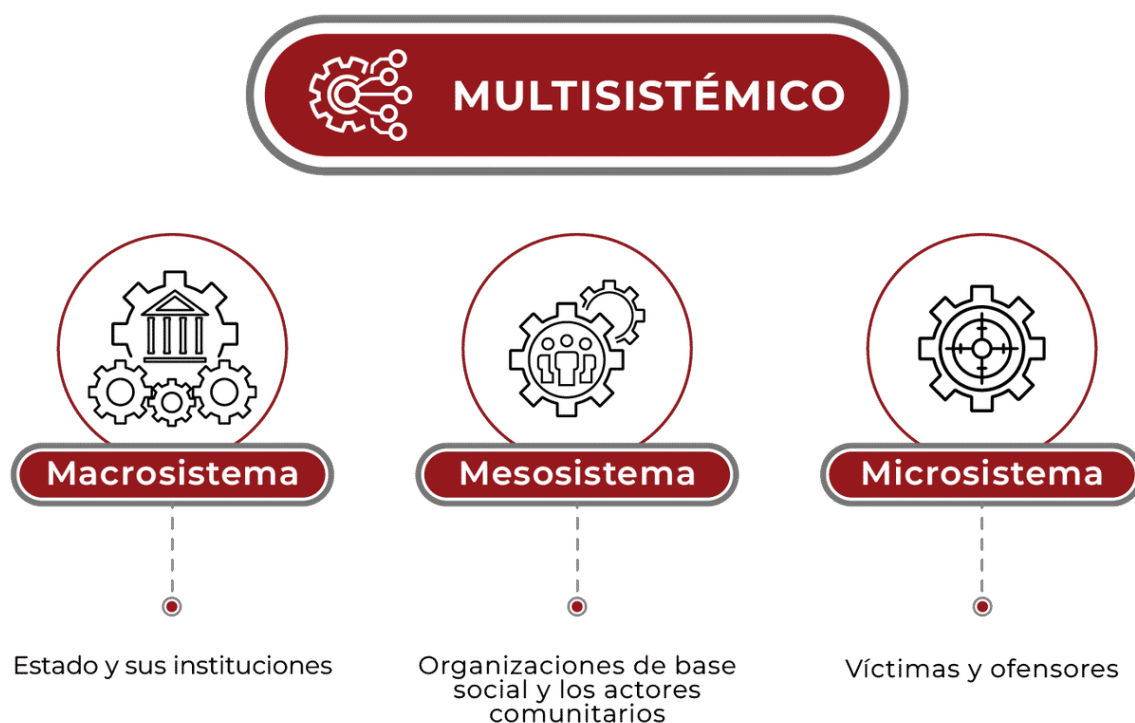 MULTISISTÉMICO
Macrosistema
Mesosistema
Microsistema
Estado y sus instituciones
Organizaciones de base
social y los actores
comunitarios
Víctimas y ofensores